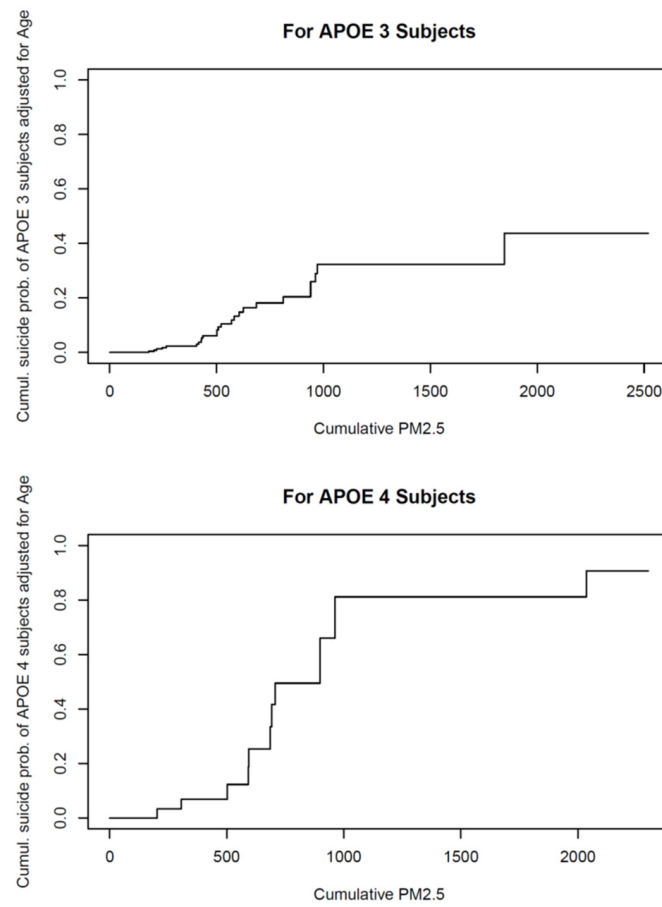 For APOE 3 Subjects
Cumul. suicide prob. of APOE 3 subjects adjusted for Age
1.0
0.8
0.6
0.4
0.2
0.0
0 500 1000 1500 2000 2500
Cumulative PM2.5
For APOE 4 Subjects
Cumul. suicide prob. of APOE 4 subjects adjusted for Age
1.0
0.8
0.6
0.4
0.2
0.0
0 500 1000 1500 2000
Cumulative PM2.5